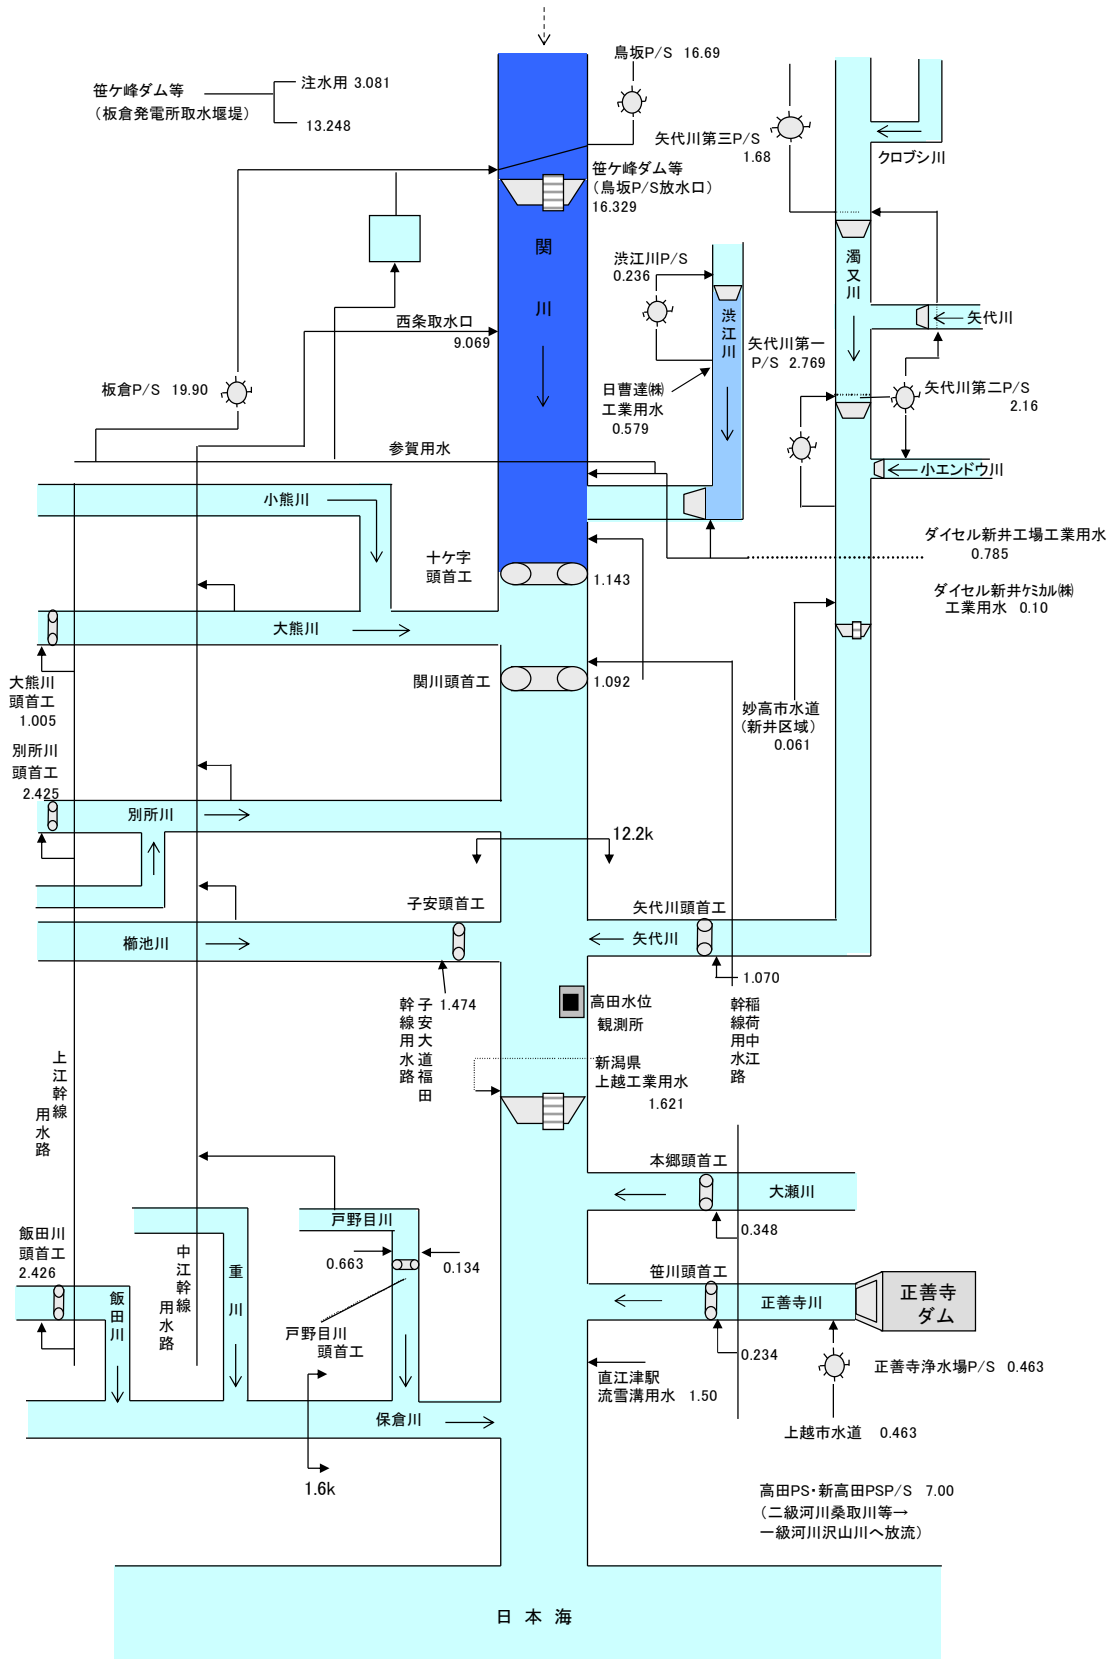 鳥坂P/S 16.69
笹ケ峰ダム等
(板倉発電所取水堰堤)
注水用 3.081
13.248
矢代川第三P/S
1.68
クロブシ川
笹ケ峰ダム等
(鳥坂P/S放水口)
16.329
関川
渋江川P/S
0.236
渋江川
濁又川
矢代川
西条取水口
9.069
矢代川第一
P/S 2.769
板倉P/S 19.90
日曹達㈱
工業用水
0.579
矢代川第二P/S
2.16
参賀用水
小エンドウ川
小熊川
十ケ字
頭首工
1.143
ダイセル新井工場工業用水
0.785
ダイセル新井ケミカル㈱
工業用水 0.10
大熊川
関川頭首工
1.092
大熊川
頭首工
1.005
妙高市水道
(新井区域)
0.061
別所川
頭首工
2.425
別所川
12.2k
子安頭首工
矢代川頭首工
櫛池川
矢代川
1.070
1.474
子安大道福田
幹線用水路
高田水位
観測所
稲荷中江
幹線用水路
新潟県
上越工業用水
1.621
上江幹線
用水路
本郷頭首工
大瀬川
0.348
戸野目川
飯田川
頭首工
2.426
中江幹線
用水路
重川
0.663
0.134
笹川頭首工
正善寺川
正善寺
ダム
飯田川
戸野目川
頭首工
0.234
直江津駅
流雪溝用水 1.50
正善寺浄水場P/S 0.463
保倉川
上越市水道 0.463
1.6k
高田PS・新高田PSP/S 7.00
(二級河川桑取川等→
一級河川沢山川へ放流)
日本海